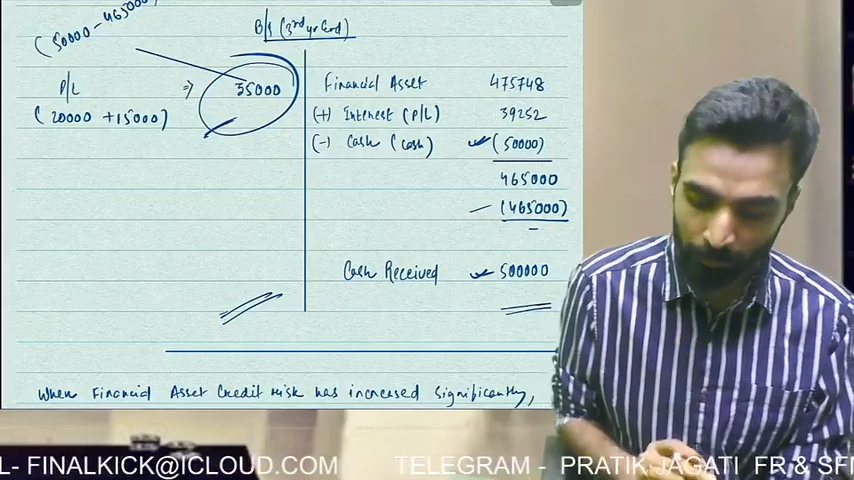 (50000 - 465000)
B/S (3rd yr End)
P/L ⇒ 35000
(20000 + 15000)
Financial Asset 475748
(+) Interest (P/L) 39252
(-) Cash (Cash) (50000)
465000
(465000)
-
Cash Received 500000
When Financial Asset Credit risk has increased significantly,
L- FINALKICK@ICLOUD.COM TELEGRAM - PRATIK JAGATI FR & SFM